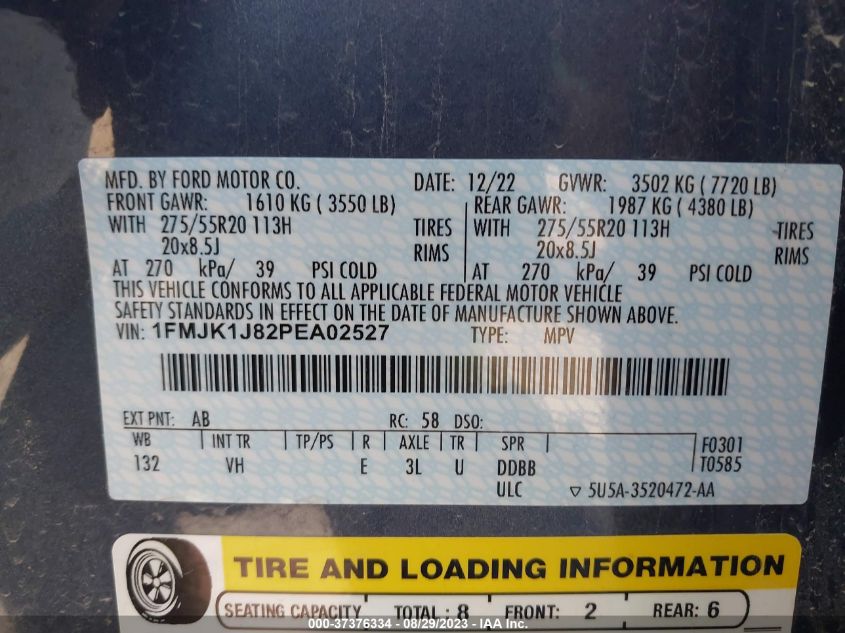 MFD. BY FORD MOTOR CO. DATE: 12/22 GVWR: 3502 KG ( 7720 LB)
FRONT GAWR: 1610 KG ( 3550 LB) REAR GAWR: 1987 KG ( 4380 LB)
WITH 275/55R20 113H TIRES WITH 275/55R20 113H TIRES
20x8.5J RIMS 20x8.5J RIMS
AT 270 kPa/ 39 PSI COLD AT 270 kPa/ 39 PSI COLD
THIS VEHICLE CONFORMS TO ALL APPLICABLE FEDERAL MOTOR VEHICLE
SAFETY STANDARDS IN EFFECT ON THE DATE OF MANUFACTURE SHOWN ABOVE.
VIN: 1FMJK1J82PEA02527 TYPE: MPV
EXT PNT: AB RC: 58 DSO:
WB INT TR TP/PS R AXLE TR SPR F0301
132 VH E 3L U DDBB T0585
ULC ▽ 5U5A-3520472-AA
TIRE AND LOADING INFORMATION
SEATING CAPACITY TOTAL : 8 FRONT: 2 REAR: 6
000-37376334 - 08/29/2023 - IAA Inc.